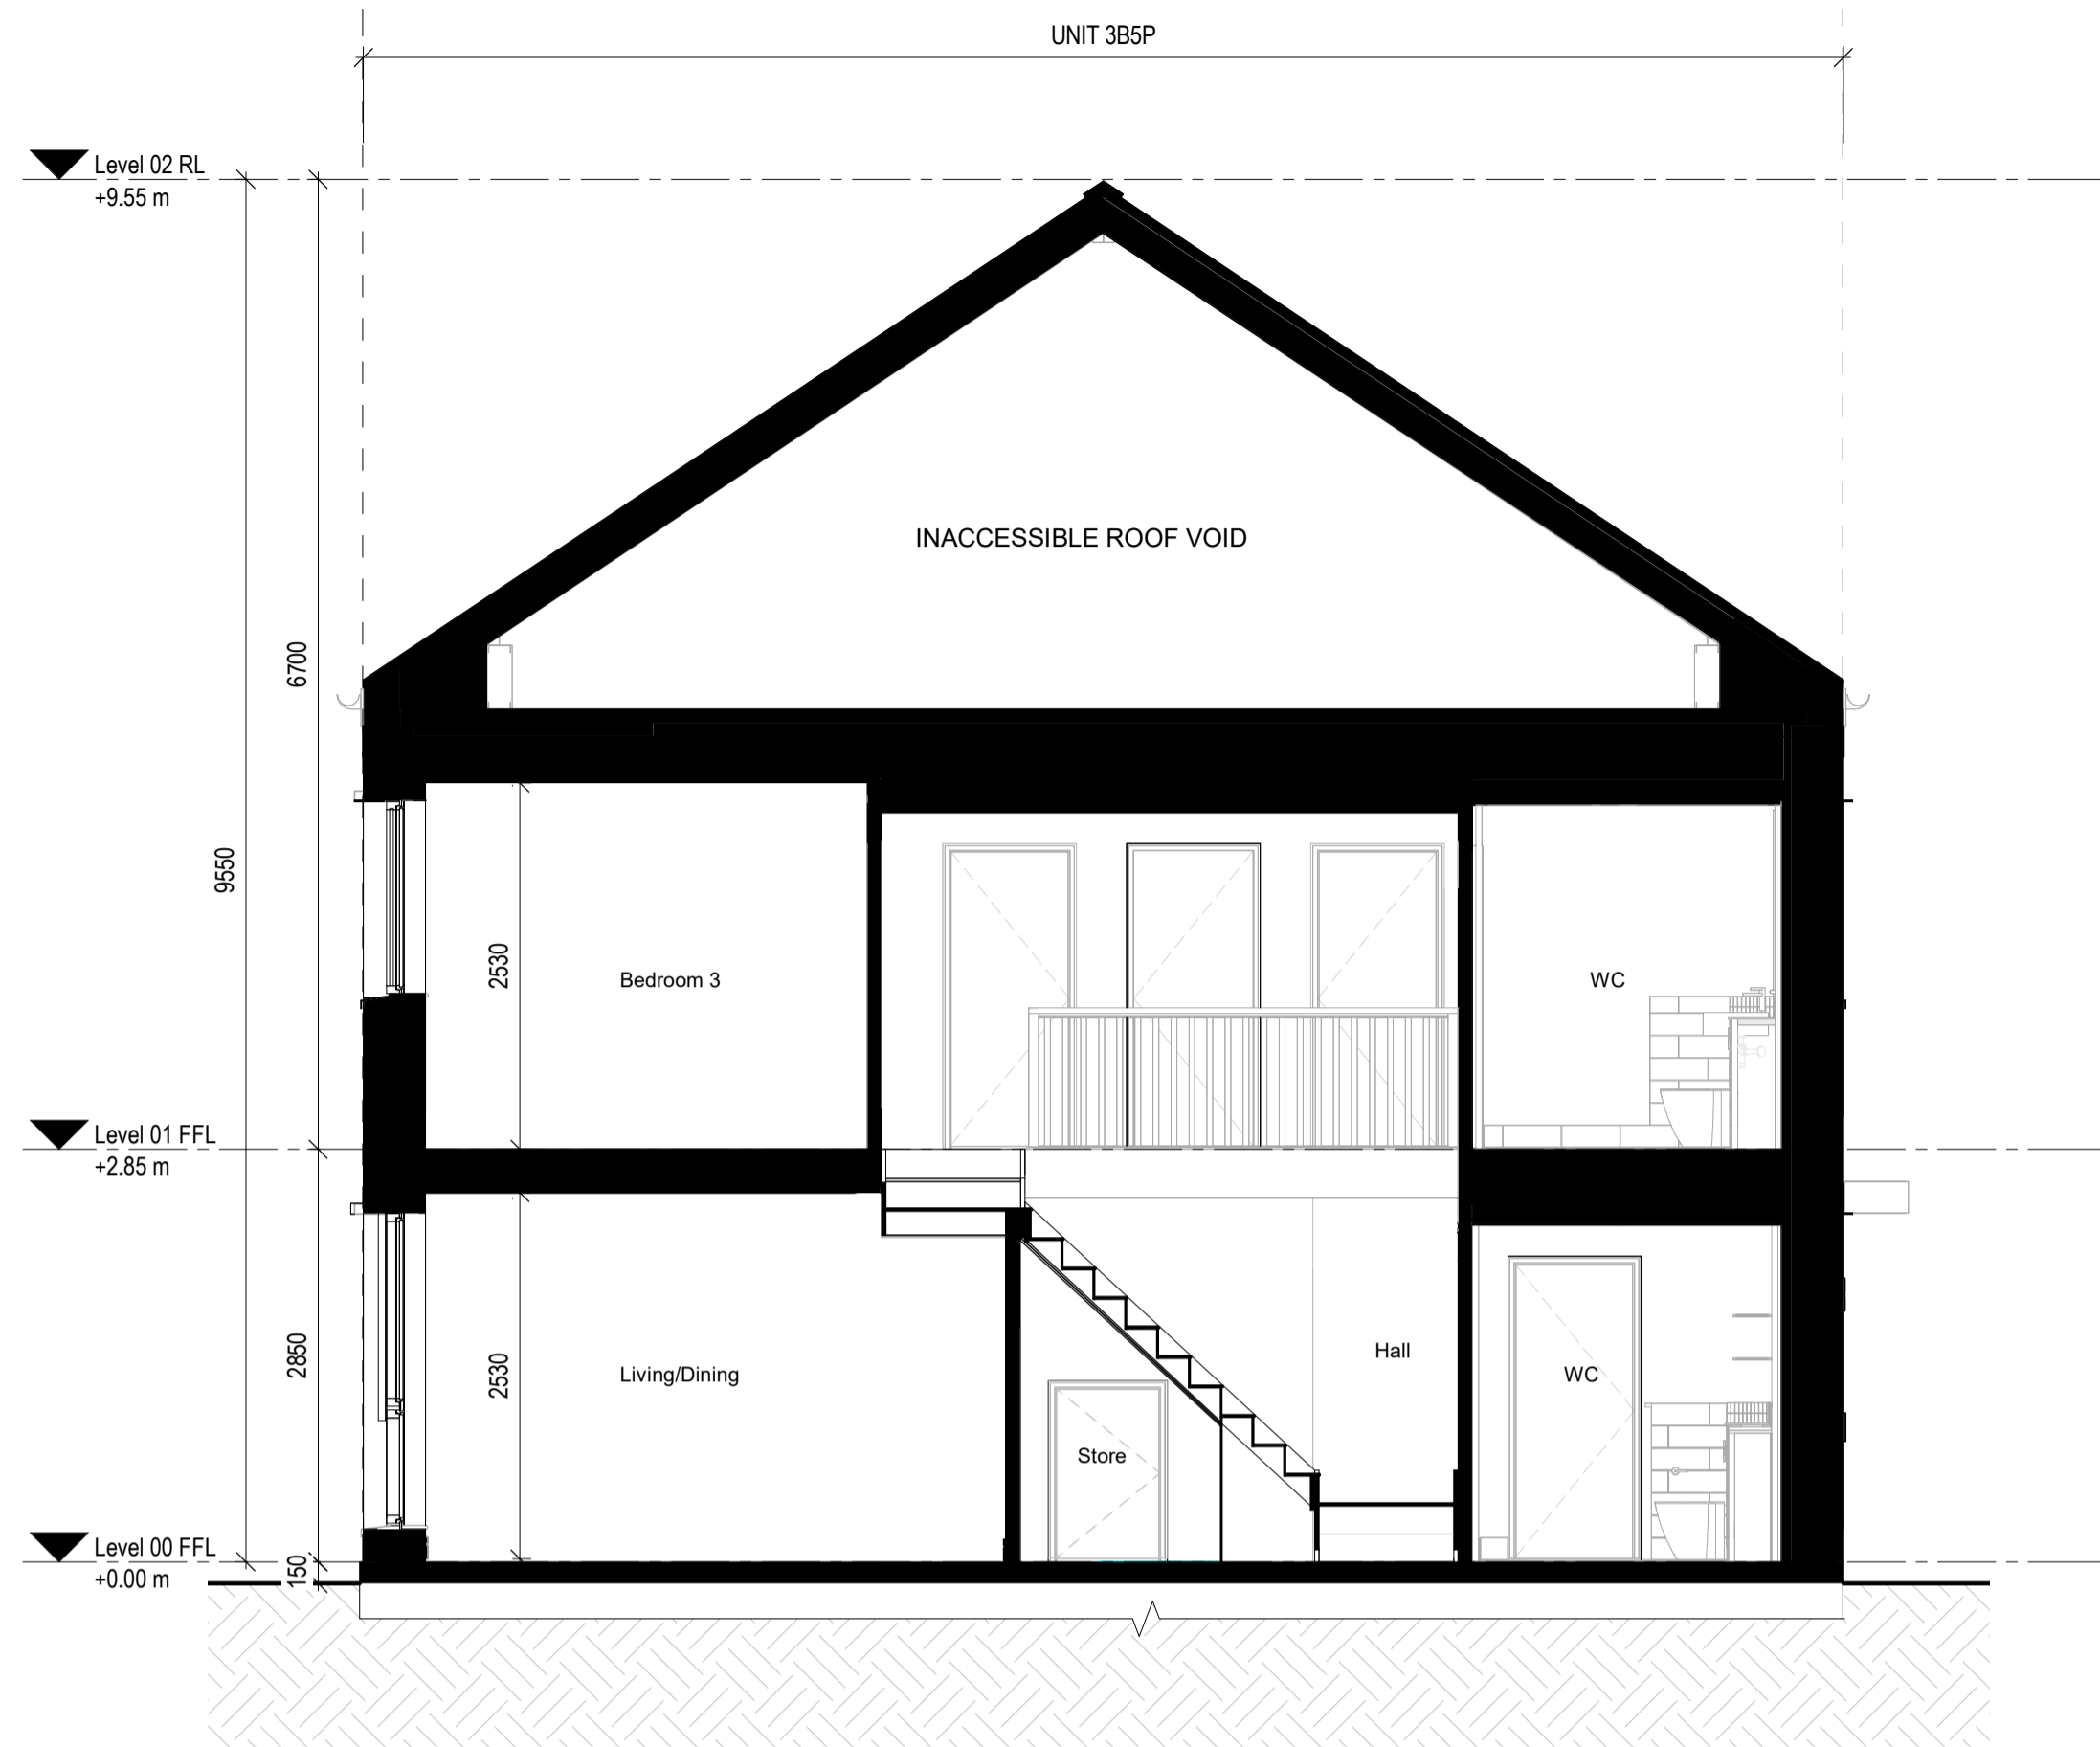 UNIT 3B5P
Level 02 RL
+9.55 m
INACCESSIBLE ROOF VOID
6700
9550
2530
Bedroom 3
WC
Level 01 FFL
+2.85 m
2850
2530
Living/Dining
Hall
WC
Store
Level 00 FFL
+0.00 m
150